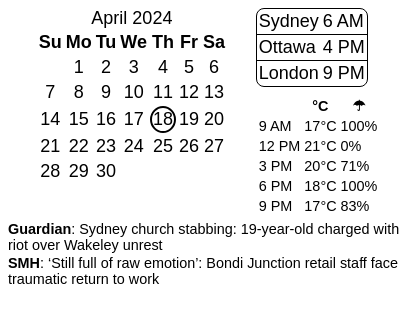 April 2024
Su Mo Tu We Th Fr Sa
1 2 3 4 5 6
7 8 9 10 11 12 13
14 15 16 17 18 19 20
21 22 23 24 25 26 27
28 29 30
Sydney 6 AM
Ottawa 4 PM
London 9 PM
°C ☂
9 AM 17°C 100%
12 PM 21°C 0%
3 PM 20°C 71%
6 PM 18°C 100%
9 PM 17°C 83%
Guardian: Sydney church stabbing: 19-year-old charged with
riot over Wakeley unrest
SMH: ‘Still full of raw emotion’: Bondi Junction retail staff face
traumatic return to work